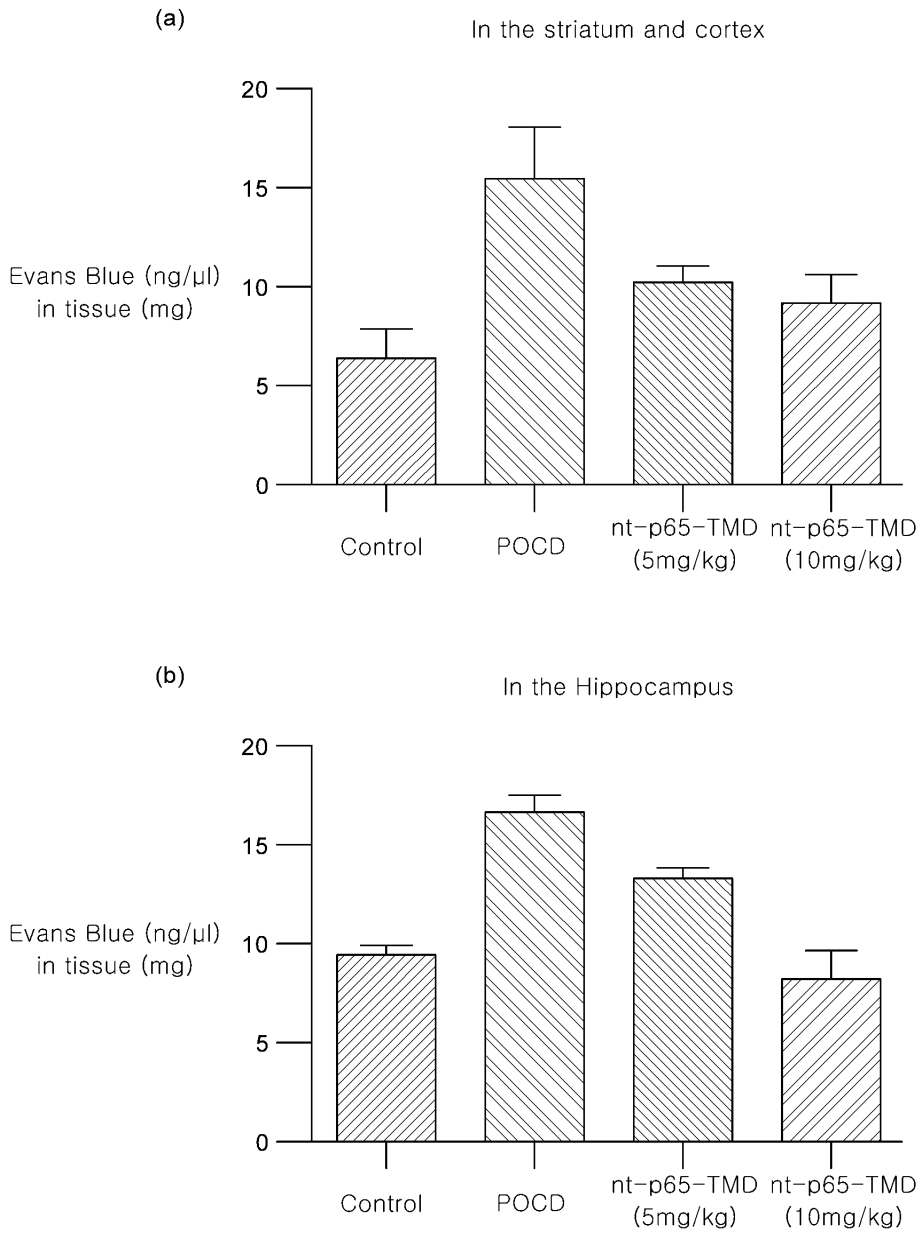 (a)
In the striatum and cortex
20
15
10
5
0
Evans Blue (ng/µl)
in tissue (mg)
Control
POCD
nt-p65-TMD
(5mg/kg)
nt-p65-TMD
(10mg/kg)
(b)
In the Hippocampus
20
15
10
5
0
Evans Blue (ng/µl)
in tissue (mg)
Control
POCD
nt-p65-TMD
(5mg/kg)
nt-p65-TMD
(10mg/kg)